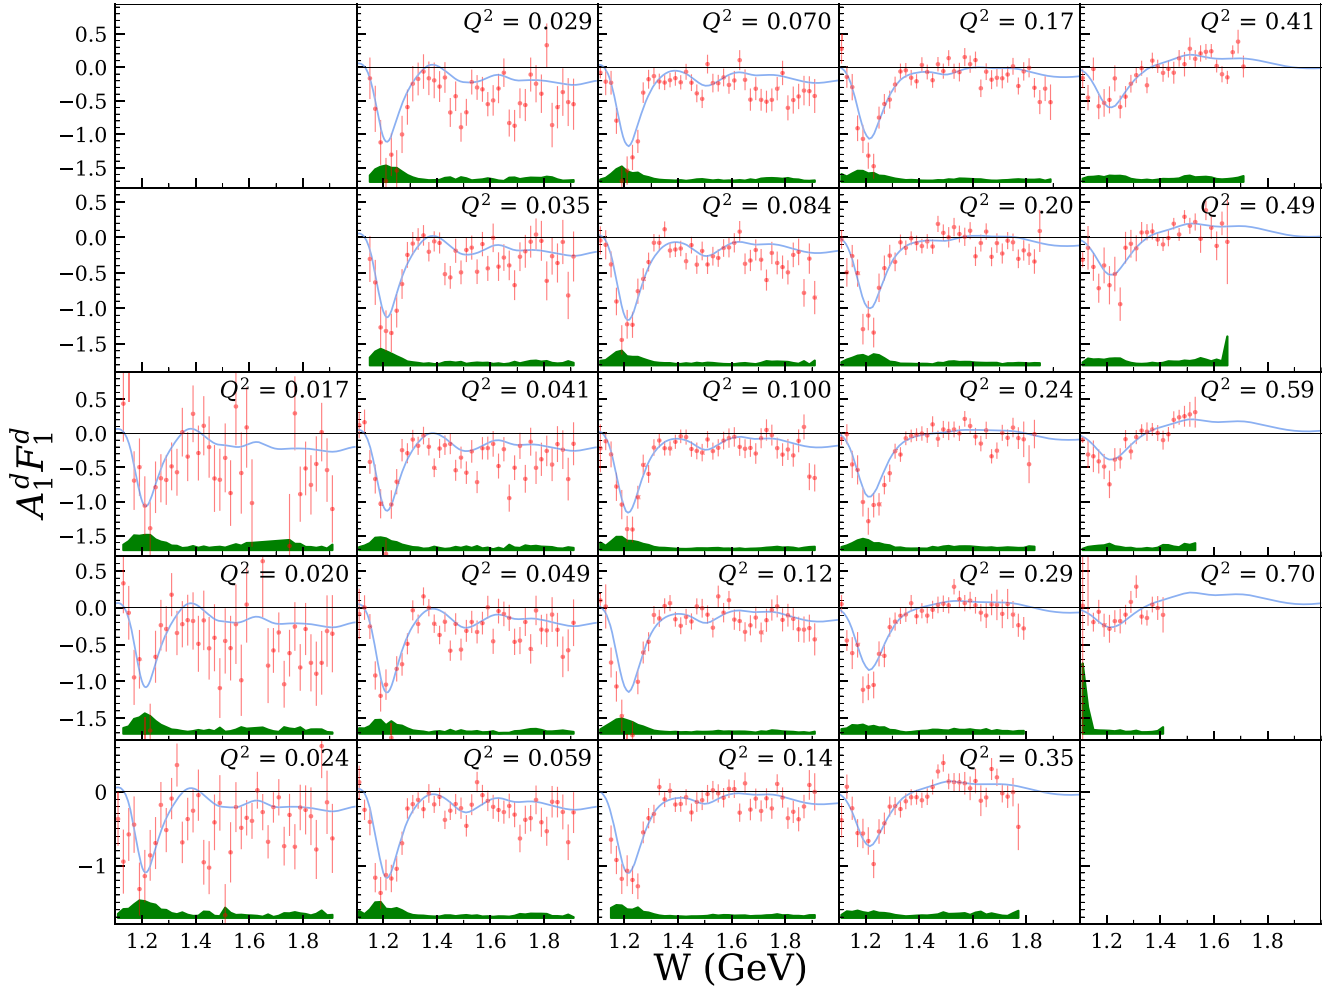 0.5 Q² = 0.029 Q² = 0.070 Q² = 0.17 Q² = 0.41
0.0
−0.5
−1.0
−1.5
0.5 Q² = 0.035 Q² = 0.084 Q² = 0.20 Q² = 0.49
0.0
−0.5
−1.0
−1.5
Q² = 0.017 Q² = 0.041 Q² = 0.100 Q² = 0.24 Q² = 0.59
0.5
0.0
−0.5
−1.0
−1.5
A₁ᵈF₁ᵈ
0.5 Q² = 0.020 Q² = 0.049 Q² = 0.12 Q² = 0.29 Q² = 0.70
0.0
−0.5
−1.0
−1.5
Q² = 0.024 Q² = 0.059 Q² = 0.14 Q² = 0.35
0
−1
1.2 1.4 1.6 1.8 1.2 1.4 1.6 1.8 1.2 1.4 1.6 1.8 1.2 1.4 1.6 1.8 1.2 1.4 1.6 1.8
W (GeV)